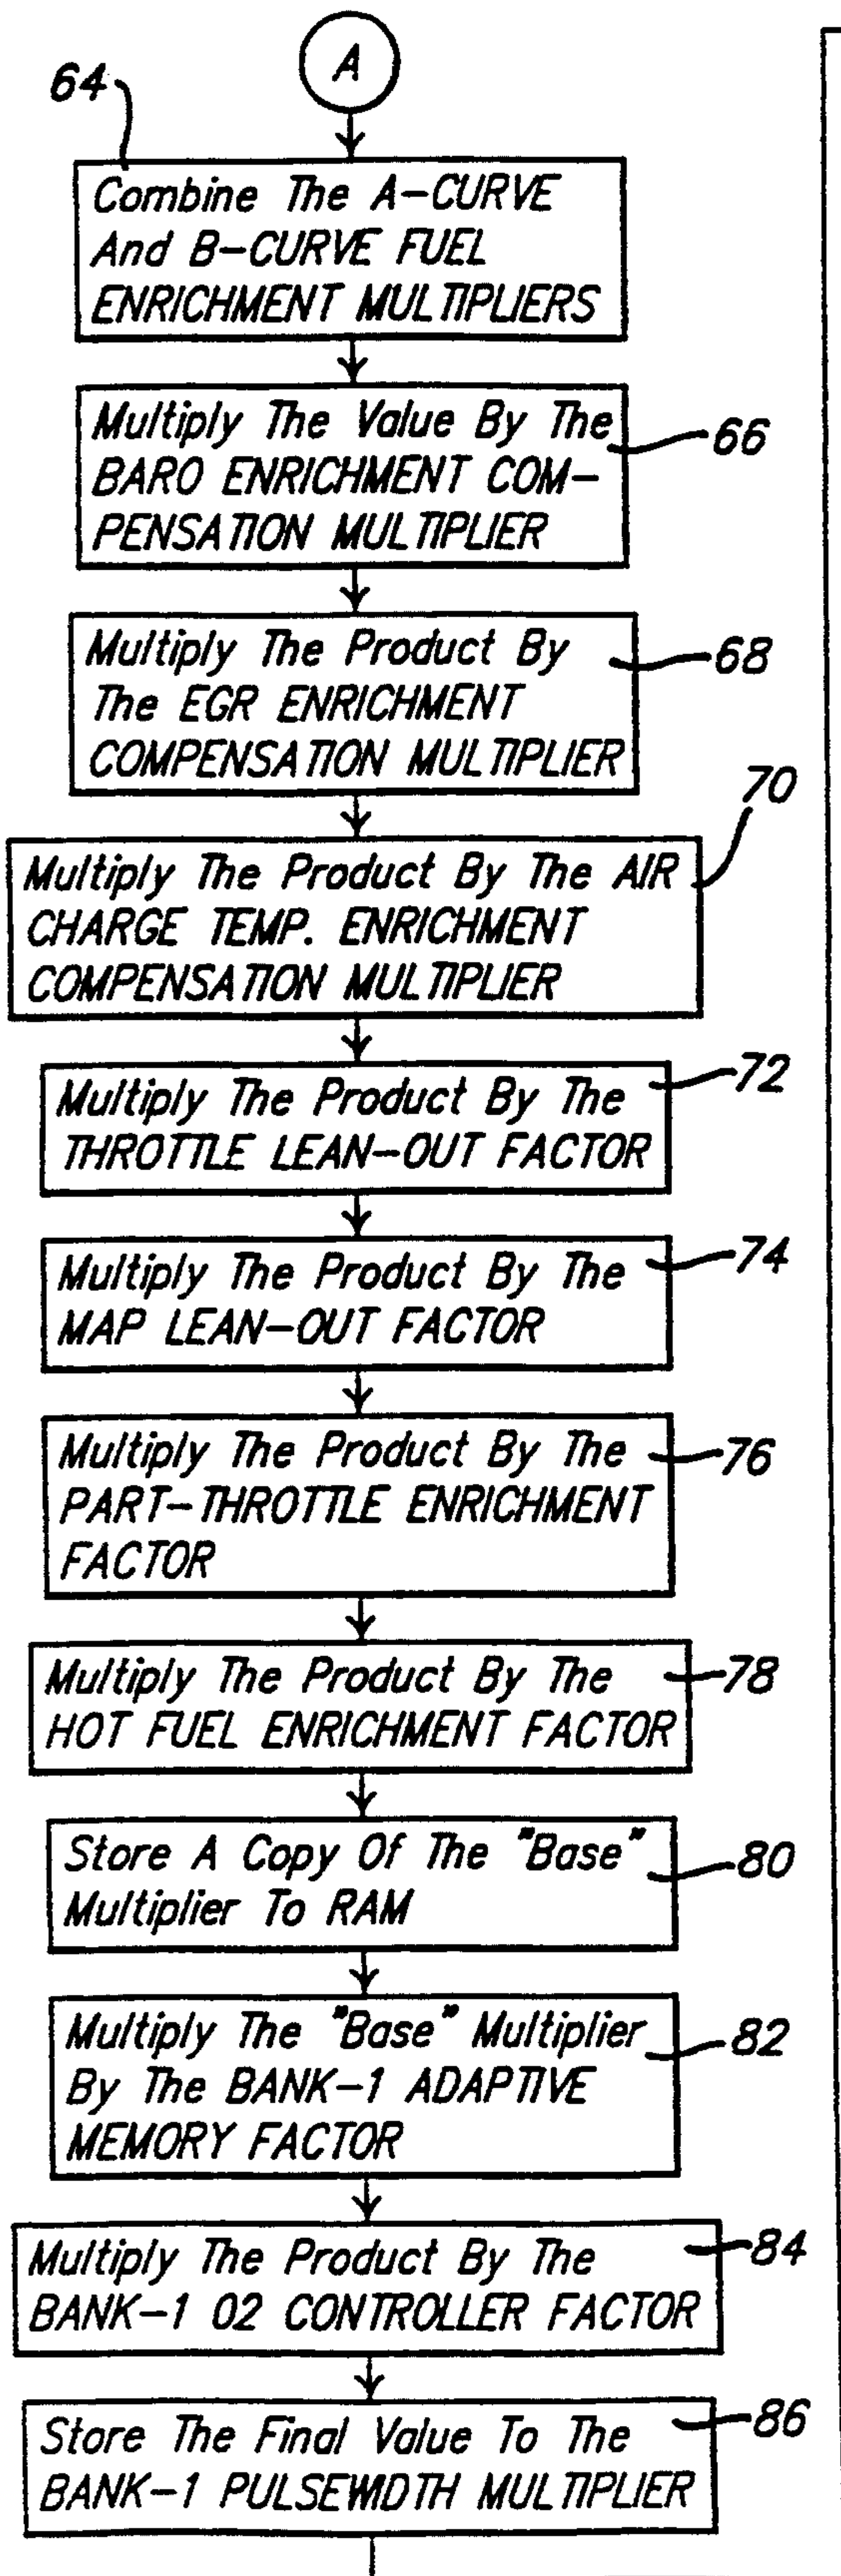 A
64
Combine The A-CURVE
And B-CURVE FUEL
ENRICHMENT MULTIPLIERS
Multiply The Value By The
BARO ENRICHMENT COM-
PENSATION MULTIPLIER
66
Multiply The Product By
The EGR ENRICHMENT
COMPENSATION MULTIPLIER
68
70
Multiply The Product By The AIR
CHARGE TEMP. ENRICHMENT
COMPENSATION MULTIPLIER
Multiply The Product By The
THROTTLE LEAN-OUT FACTOR
72
Multiply The Product By The
MAP LEAN-OUT FACTOR
74
Multiply The Product By The
PART-THROTTLE ENRICHMENT
FACTOR
76
Multiply The Product By The
HOT FUEL ENRICHMENT FACTOR
78
Store A Copy Of The "Base"
Multiplier To RAM
80
Multiply The "Base" Multiplier
By The BANK-1 ADAPTIVE
MEMORY FACTOR
82
Multiply The Product By The
BANK-1 O2 CONTROLLER FACTOR
84
Store The Final Value To The
BANK-1 PULSEWIDTH MULTIPLIER
86